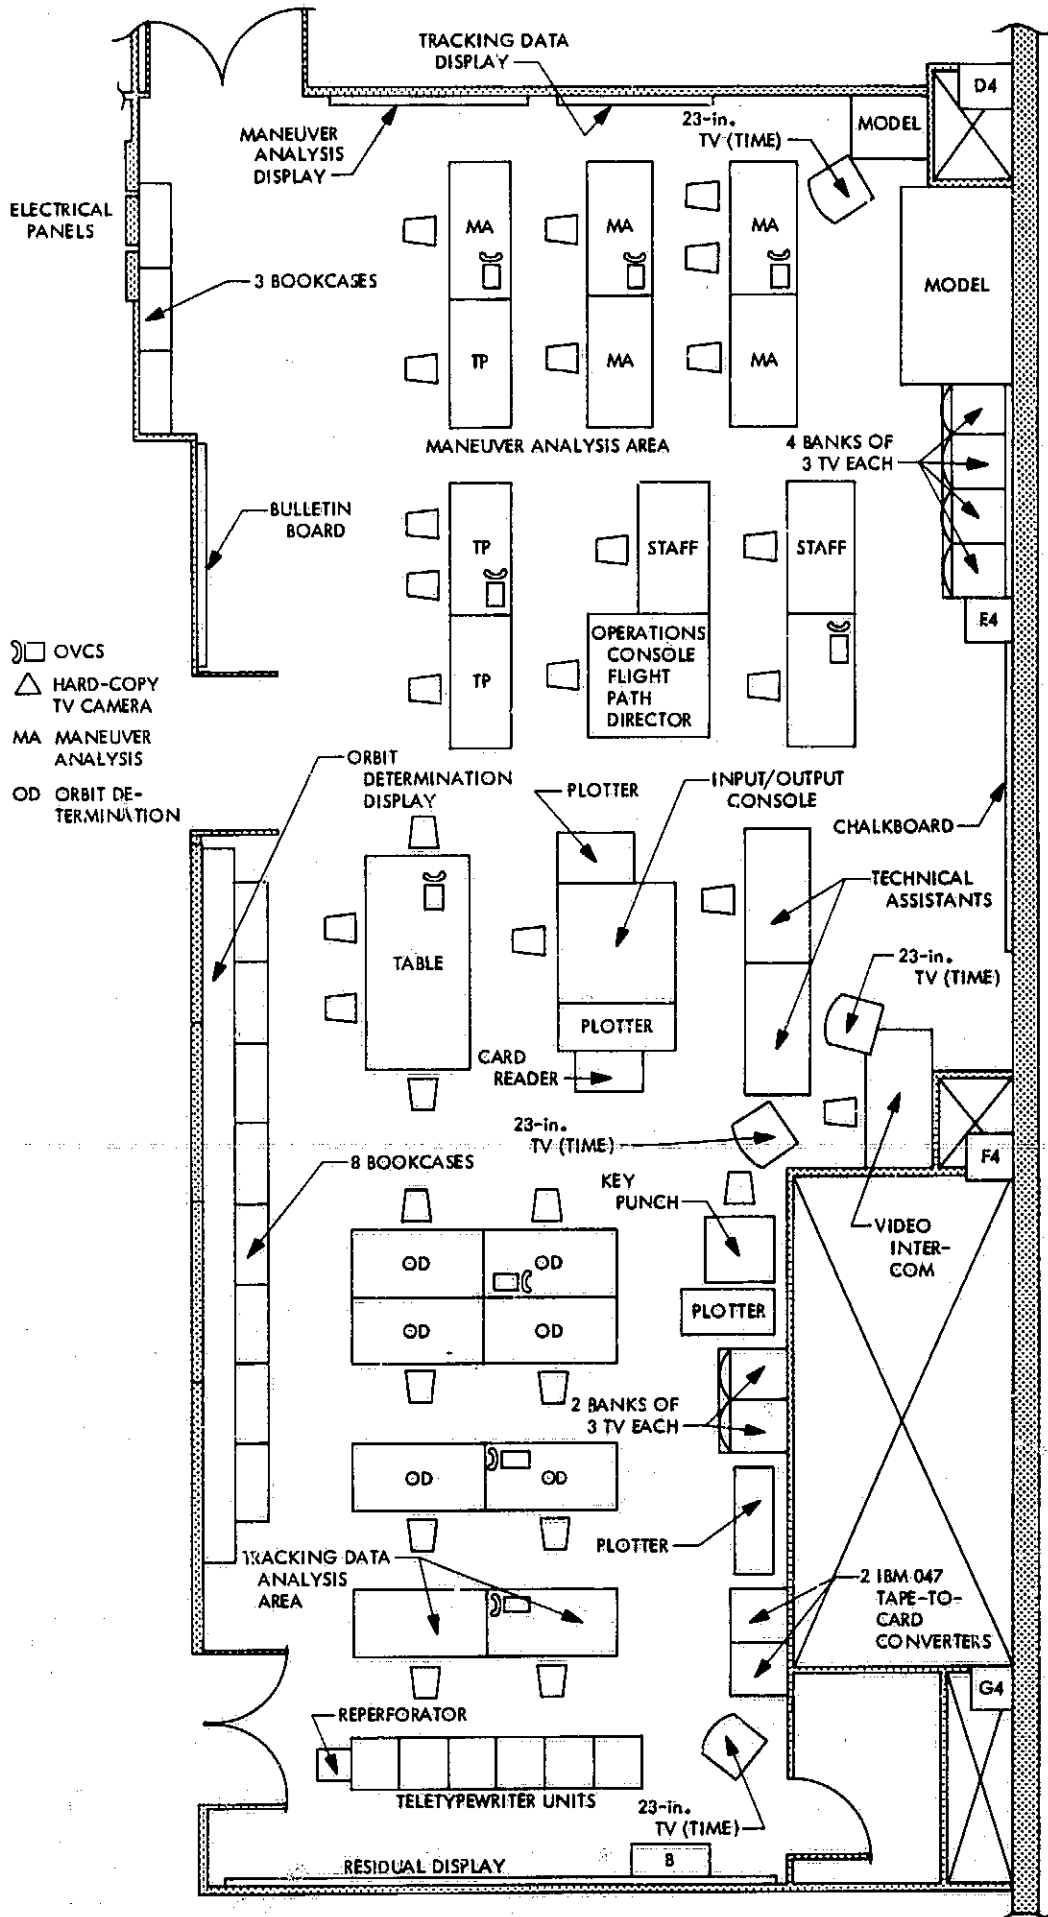 TRACKING DATA
DISPLAY
D4
23-in.
TV (TIME)
MODEL
MANEUVER
ANALYSIS
DISPLAY
ELECTRICAL
PANELS
MA
MA
MA
3 BOOKCASES
MODEL
TP
MA
MA
MANEUVER ANALYSIS AREA
4 BANKS OF
3 TV EACH
BULLETIN
BOARD
TP
STAFF
STAFF
E4
OPERATIONS
CONSOLE
FLIGHT
PATH
DIRECTOR
TP
OVCS
HARD-COPY
TV CAMERA
MA MANEUVER
ANALYSIS
OD ORBIT DE-
TERMINATION
ORBIT
DETERMINATION
DISPLAY
PLOTTER
INPUT/OUTPUT
CONSOLE
CHALKBOARD
TECHNICAL
ASSISTANTS
TABLE
23-in.
TV (TIME)
PLOTTER
CARD
READER
23-in.
TV (TIME)
F4
8 BOOKCASES
KEY
PUNCH
VIDEO
INTER-
COM
OD
OD
PLOTTER
OD
OD
2 BANKS OF
3 TV EACH
OD
OD
PLOTTER
TRACKING DATA
ANALYSIS
AREA
2 IBM 047
TAPE-TO-
CARD
CONVERTERS
G4
REPERFORATOR
TELETYPEWRITER UNITS
23-in.
TV (TIME)
RESIDUAL DISPLAY